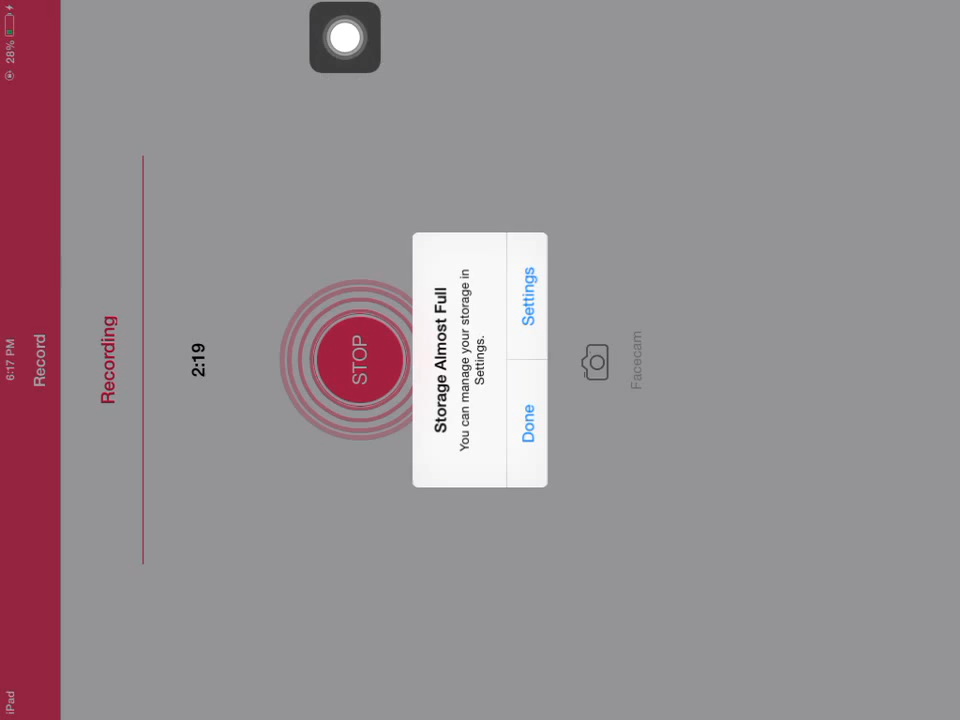 iPad
6:17 PM
28%
Record
Recording
2:19
STOP
Storage Almost Full
You can manage your storage in
Settings.
Done
Settings
Facecam